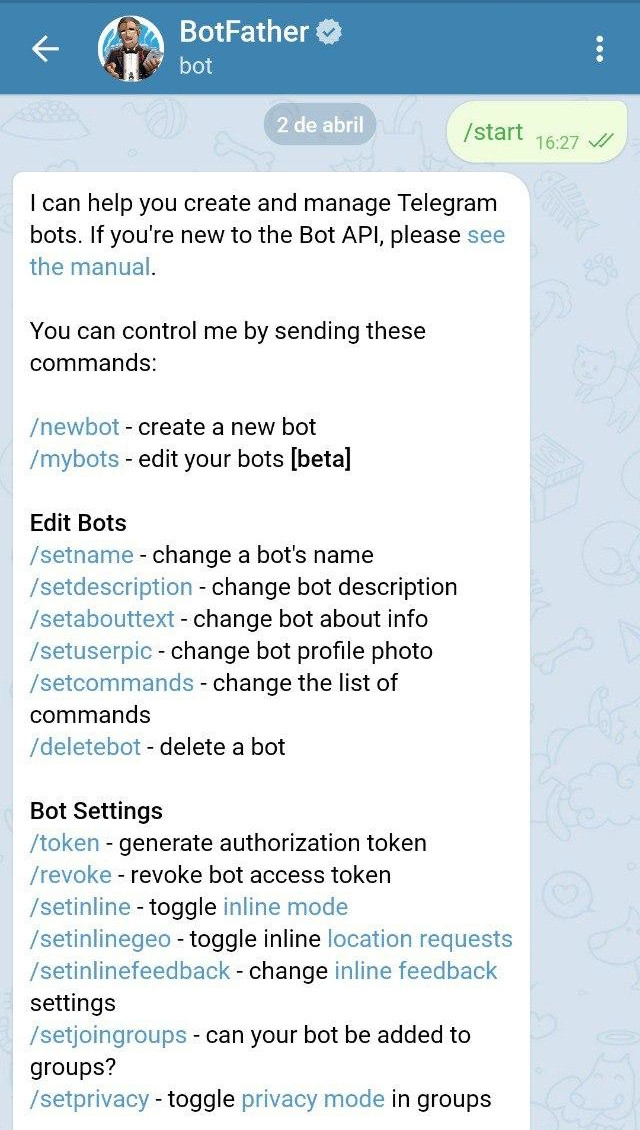 BotFather
bot
2 de abril
/start 16:27
I can help you create and manage Telegram
bots. If you're new to the Bot API, please see
the manual.
You can control me by sending these
commands:
/newbot - create a new bot
/mybots - edit your bots [beta]
Edit Bots
/setname - change a bot's name
/setdescription - change bot description
/setabouttext - change bot about info
/setuserpic - change bot profile photo
/setcommands - change the list of
commands
/deletebot - delete a bot
Bot Settings
/token - generate authorization token
/revoke - revoke bot access token
/setinline - toggle inline mode
/setinlinegeo - toggle inline location requests
/setinlinefeedback - change inline feedback
settings
/setjoingroups - can your bot be added to
groups?
/setprivacy - toggle privacy mode in groups